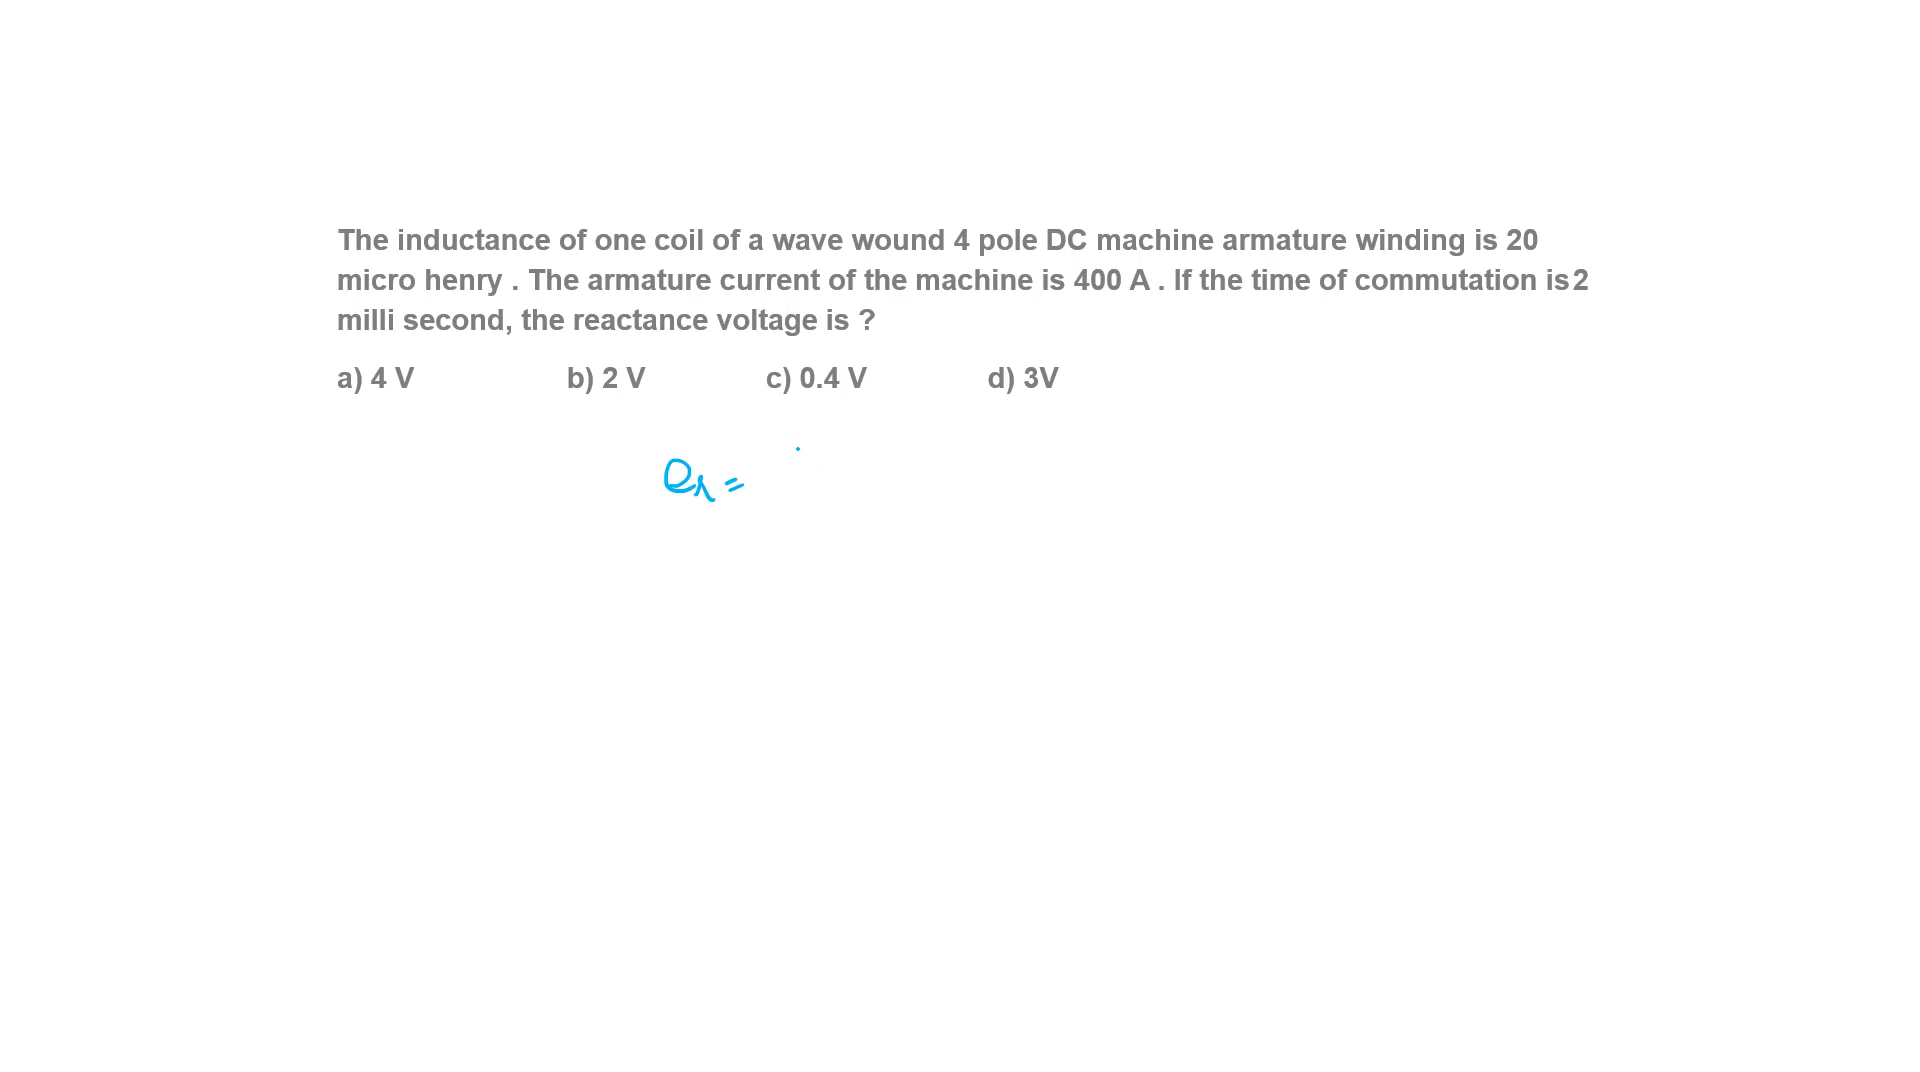 The inductance of one coil of a wave wound 4 pole DC machine armature winding is 20
micro henry . The armature current of the machine is 400 A . If the time of commutation is 2
milli second, the reactance voltage is ?
a) 4 V b) 2 V c) 0.4 V d) 3V
er =